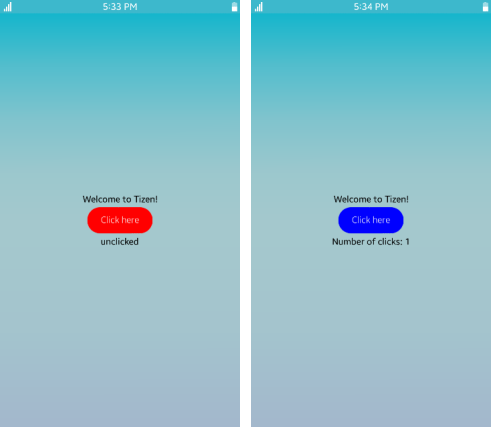 5:33 PM
Welcome to Tizen!
Click here
unclicked
5:34 PM
Welcome to Tizen!
Click here
Number of clicks: 1